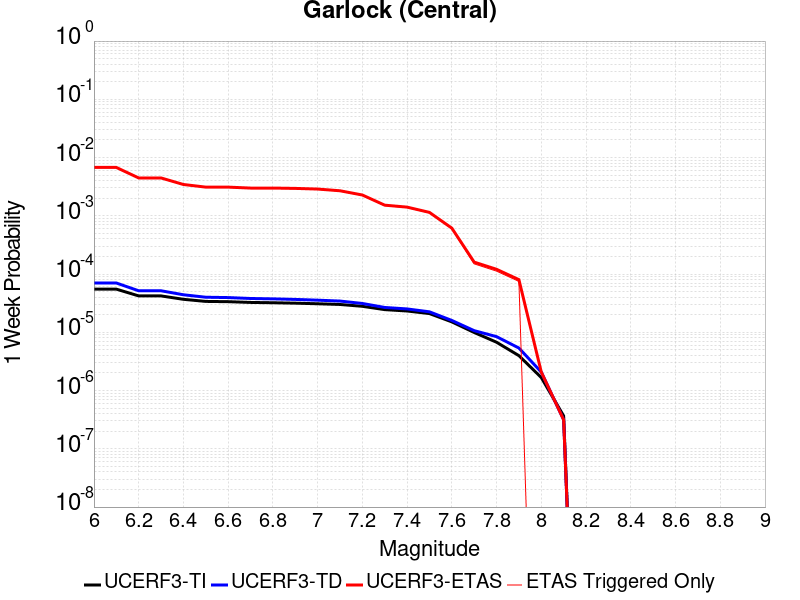 Garlock (Central)
10^0
10^-1
10^-2
10^-3
10^-4
10^-5
10^-6
10^-7
10^-8
1 Week Probability
6 6.2 6.4 6.6 6.8 7 7.2 7.4 7.6 7.8 8 8.2 8.4 8.6 8.8 9
Magnitude
UCERF3-TI UCERF3-TD UCERF3-ETAS ETAS Triggered Only